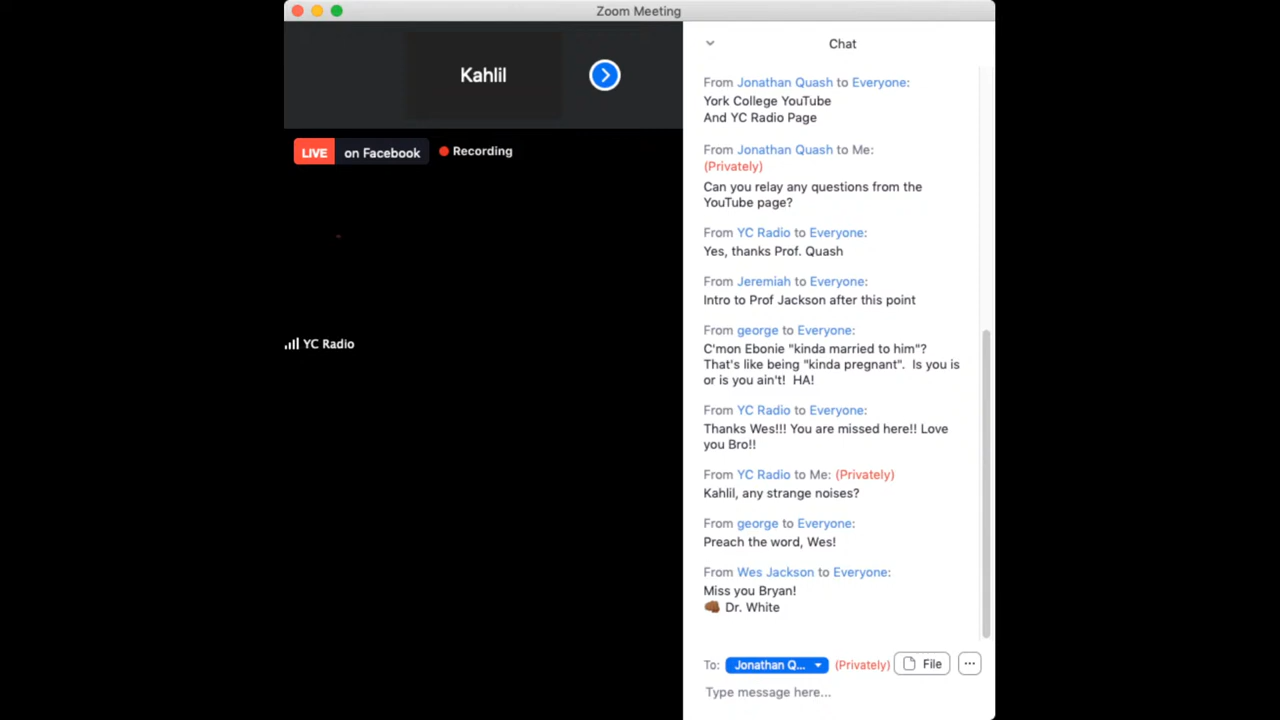 Zoom Meeting
Kahlil
LIVE on Facebook Recording
YC Radio
Chat
From Jonathan Quash to Everyone:
York College YouTube
And YC Radio Page
From Jonathan Quash to Me:
(Privately)
Can you relay any questions from the
YouTube page?
From YC Radio to Everyone:
Yes, thanks Prof. Quash
From Jeremiah to Everyone:
Intro to Prof Jackson after this point
From george to Everyone:
C'mon Ebonie "kinda married to him"?
That's like being "kinda pregnant".  Is you is
or is you ain't!  HA!
From YC Radio to Everyone:
Thanks Wes!!! You are missed here!! Love
you Bro!!
From YC Radio to Me: (Privately)
Kahlil, any strange noises?
From george to Everyone:
Preach the word, Wes!
From Wes Jackson to Everyone:
Miss you Bryan!
👊🏾 Dr. White
To: Jonathan Q... (Privately) File ...
Type message here...